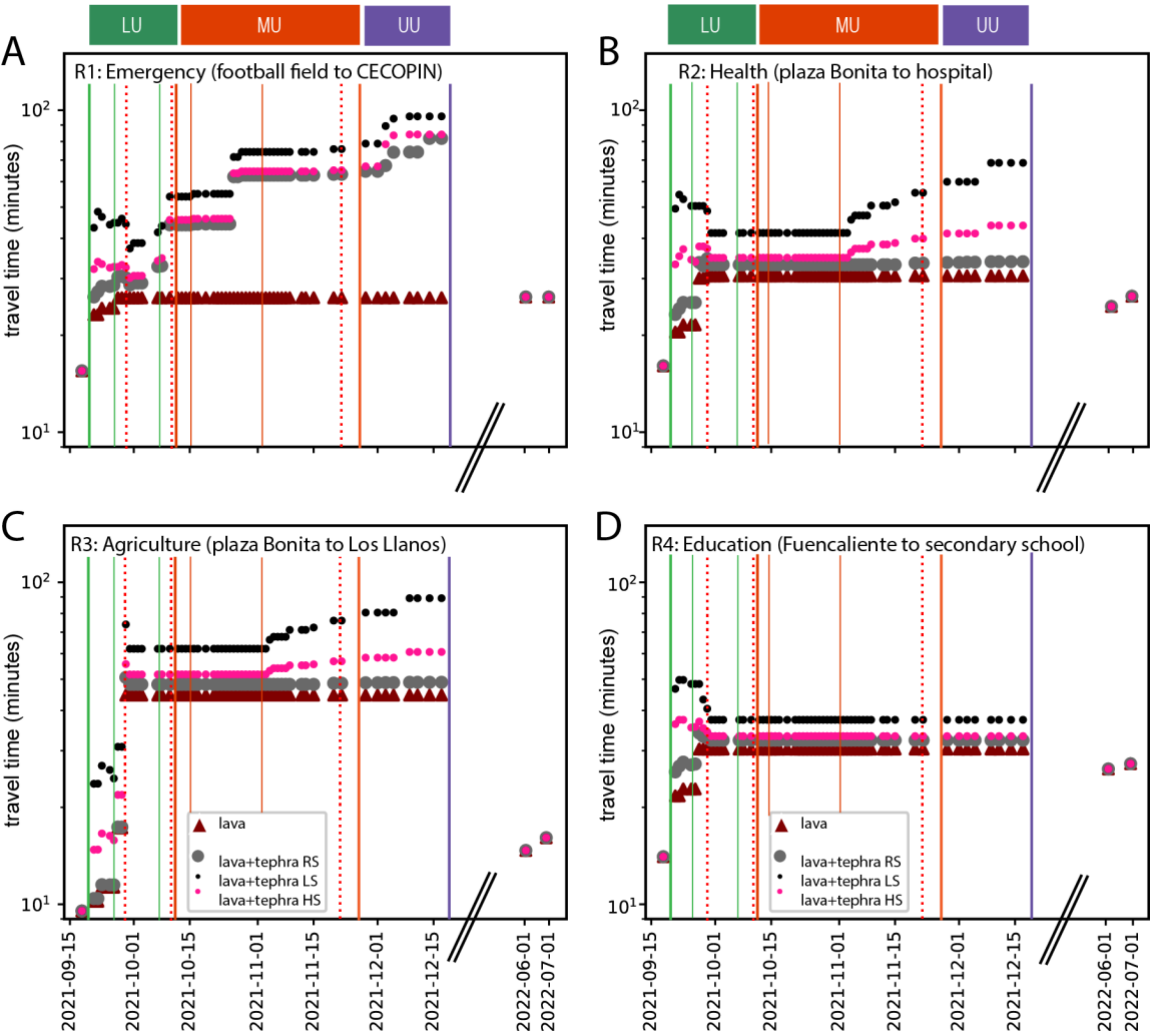 LU MU UU LU MU UU
A
R1: Emergency (football field to CECOPIN)
travel time (minutes)
10²
10¹
B
R2: Health (plaza Bonita to hospital)
travel time (minutes)
10²
10¹
C
R3: Agriculture (plaza Bonita to Los Llanos)
travel time (minutes)
10²
10¹
lava
lava+tephra RS
lava+tephra LS
lava+tephra HS
2021-09-15
2021-10-01
2021-10-15
2021-11-01
2021-11-15
2021-12-01
2021-12-15
2022-06-01
2022-07-01
D
R4: Education (Fuencaliente to secondary school)
travel time (minutes)
10²
10¹
lava
lava+tephra RS
lava+tephra LS
lava+tephra HS
2021-09-15
2021-10-01
2021-10-15
2021-11-01
2021-11-15
2021-12-01
2021-12-15
2022-06-01
2022-07-01